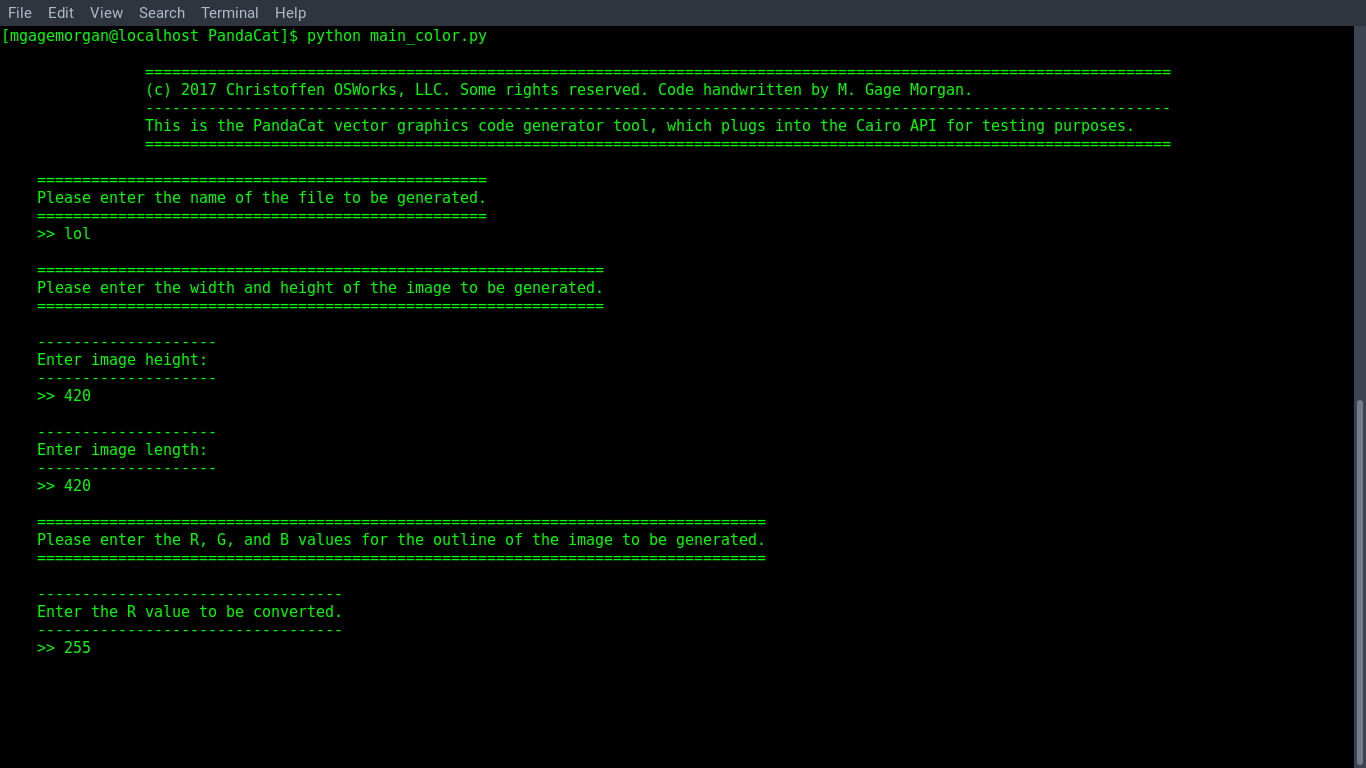 File Edit View Search Terminal Help
[mgagemorgan@localhost PandaCat]$ python main_color.py
==================================================================================================================
(c) 2017 Christoffen OSWorks, LLC. Some rights reserved. Code handwritten by M. Gage Morgan.
------------------------------------------------------------------------------------------------------------------
This is the PandaCat vector graphics code generator tool, which plugs into the Cairo API for testing purposes.
==================================================================================================================
==================================================
Please enter the name of the file to be generated.
==================================================
>> lol
===============================================================
Please enter the width and height of the image to be generated.
===============================================================
--------------------
Enter image height:
--------------------
>> 420
--------------------
Enter image length:
--------------------
>> 420
=================================================================================
Please enter the R, G, and B values for the outline of the image to be generated.
=================================================================================
----------------------------------
Enter the R value to be converted.
----------------------------------
>> 255